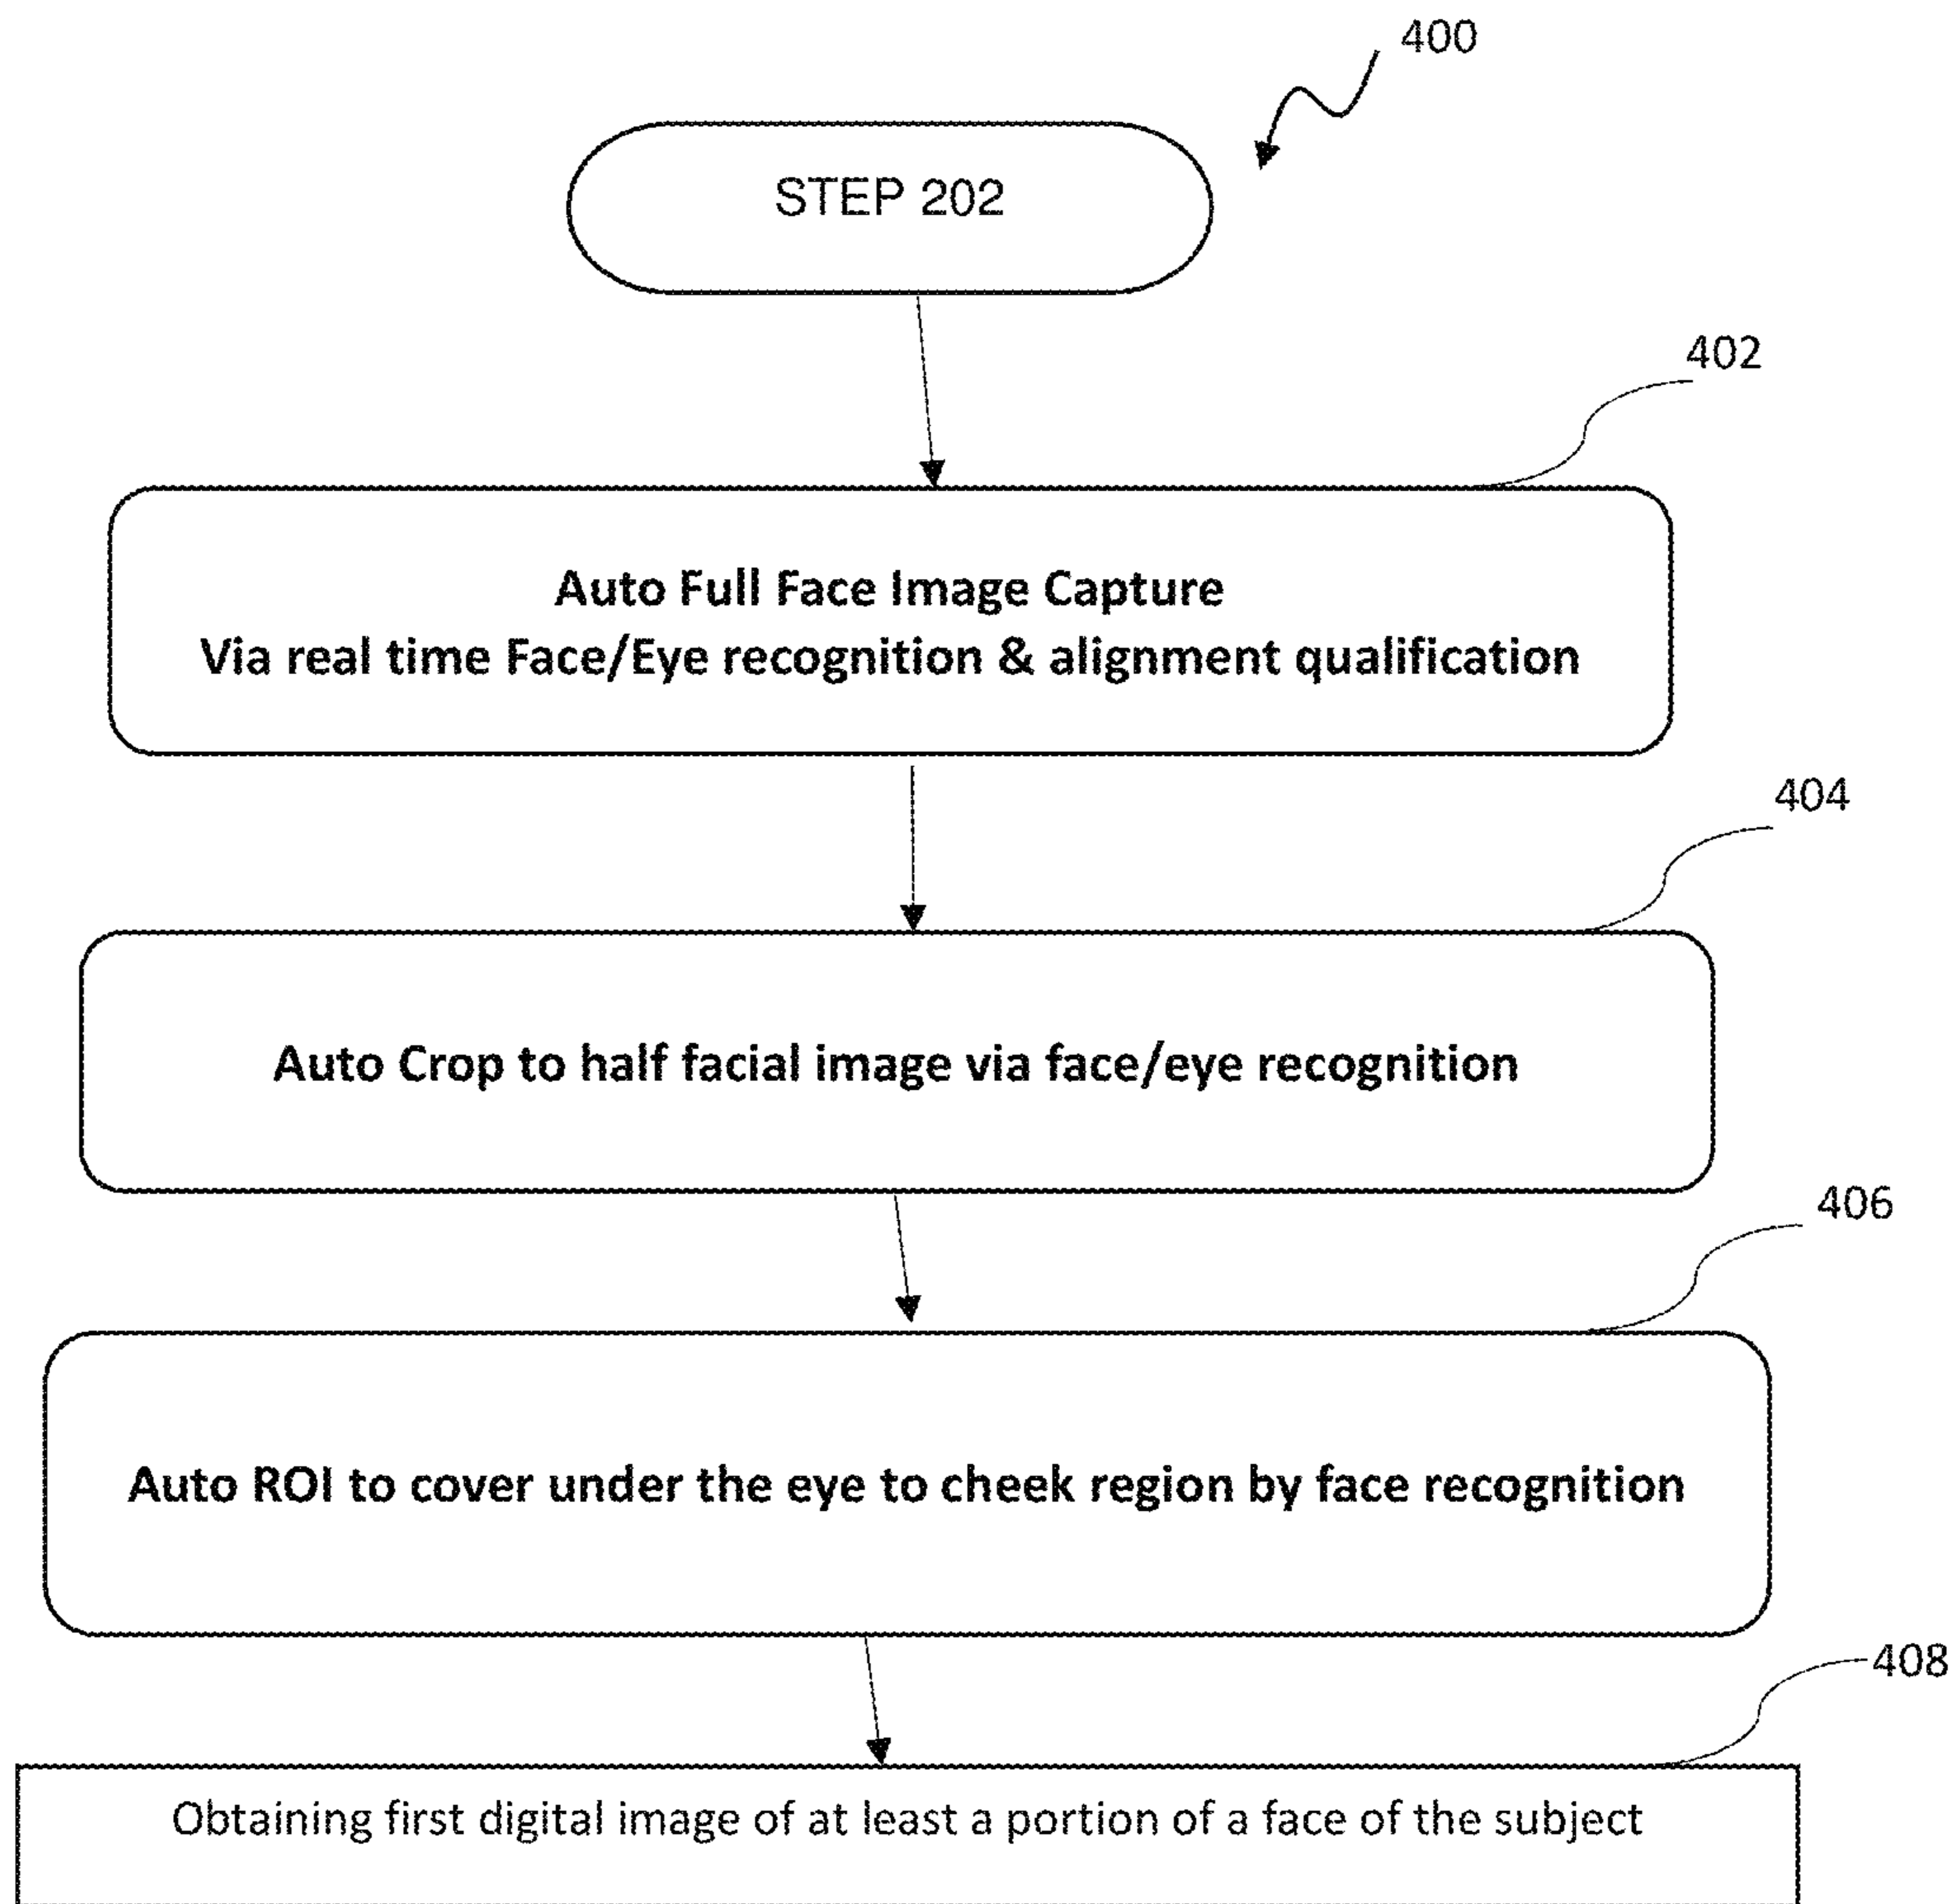 400
STEP 202
402
Auto Full Face Image Capture
Via real time Face/Eye recognition & alignment qualification
404
Auto Crop to half facial image via face/eye recognition
406
Auto ROI to cover under the eye to cheek region by face recognition
408
Obtaining first digital image of at least a portion of a face of the subject